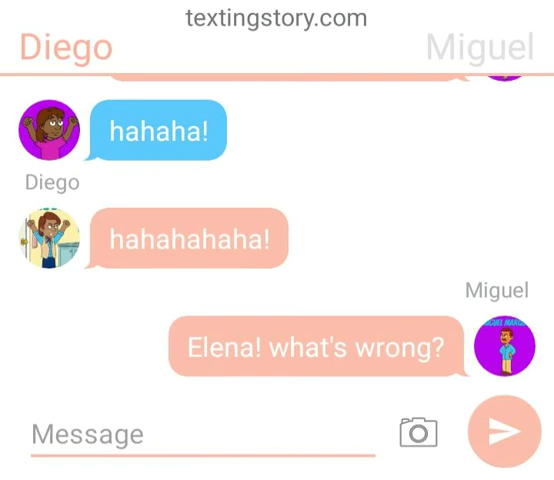 textingstory.com
Diego Miguel
hahaha!
Diego
hahahahaha!
Miguel
Elena! what's wrong?
Message